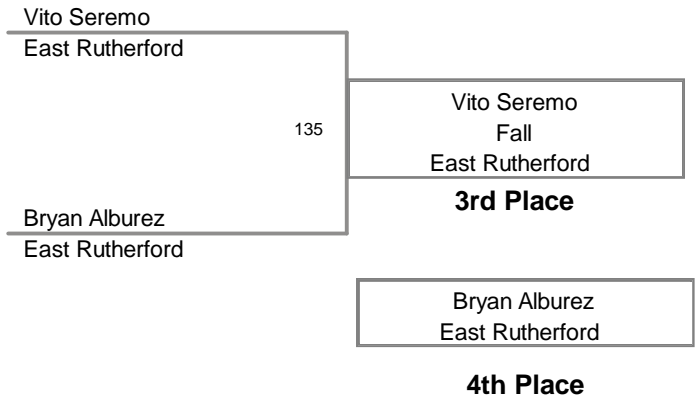 Vito Seremo
East Rutherford
135
Vito Seremo
Fall
East Rutherford
3rd Place
Bryan Alburez
East Rutherford
Bryan Alburez
East Rutherford
4th Place